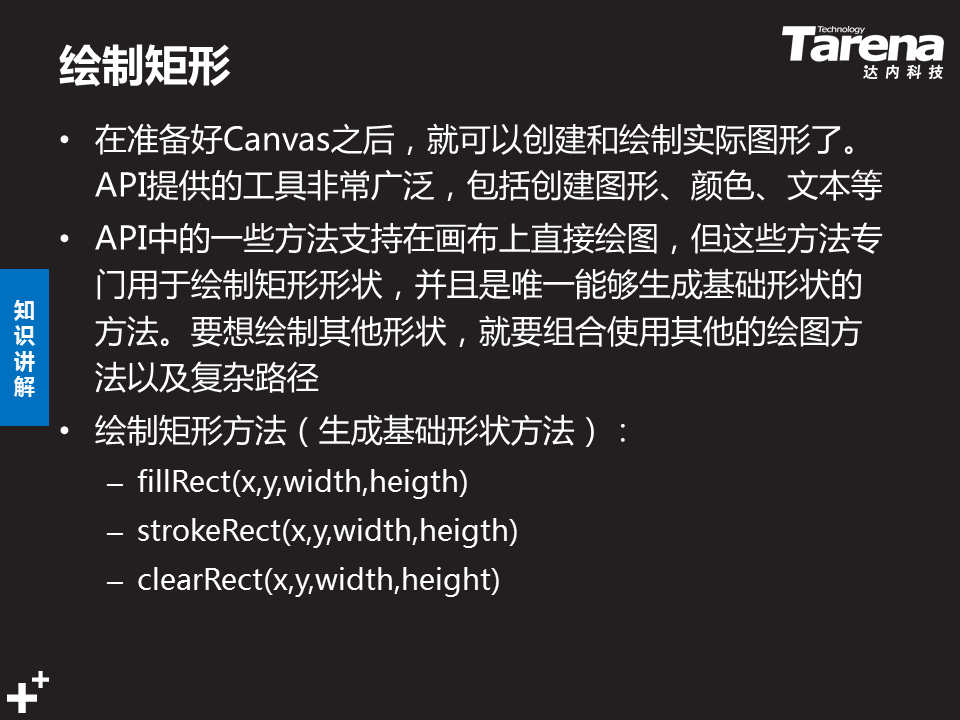 绘制矩形
Technology
Tarena
达内科技
• 在准备好Canvas之后，就可以创建和绘制实际图形了。
API提供的工具非常广泛，包括创建图形、颜色、文本等
• API中的一些方法支持在画布上直接绘图，但这些方法专
门用于绘制矩形形状，并且是唯一能够生成基础形状的
方法。要想绘制其他形状，就要组合使用其他的绘图方
法以及复杂路径
知识讲解
• 绘制矩形方法（生成基础形状方法）：
– fillRect(x,y,width,heigth)
– strokeRect(x,y,width,heigth)
– clearRect(x,y,width,height)